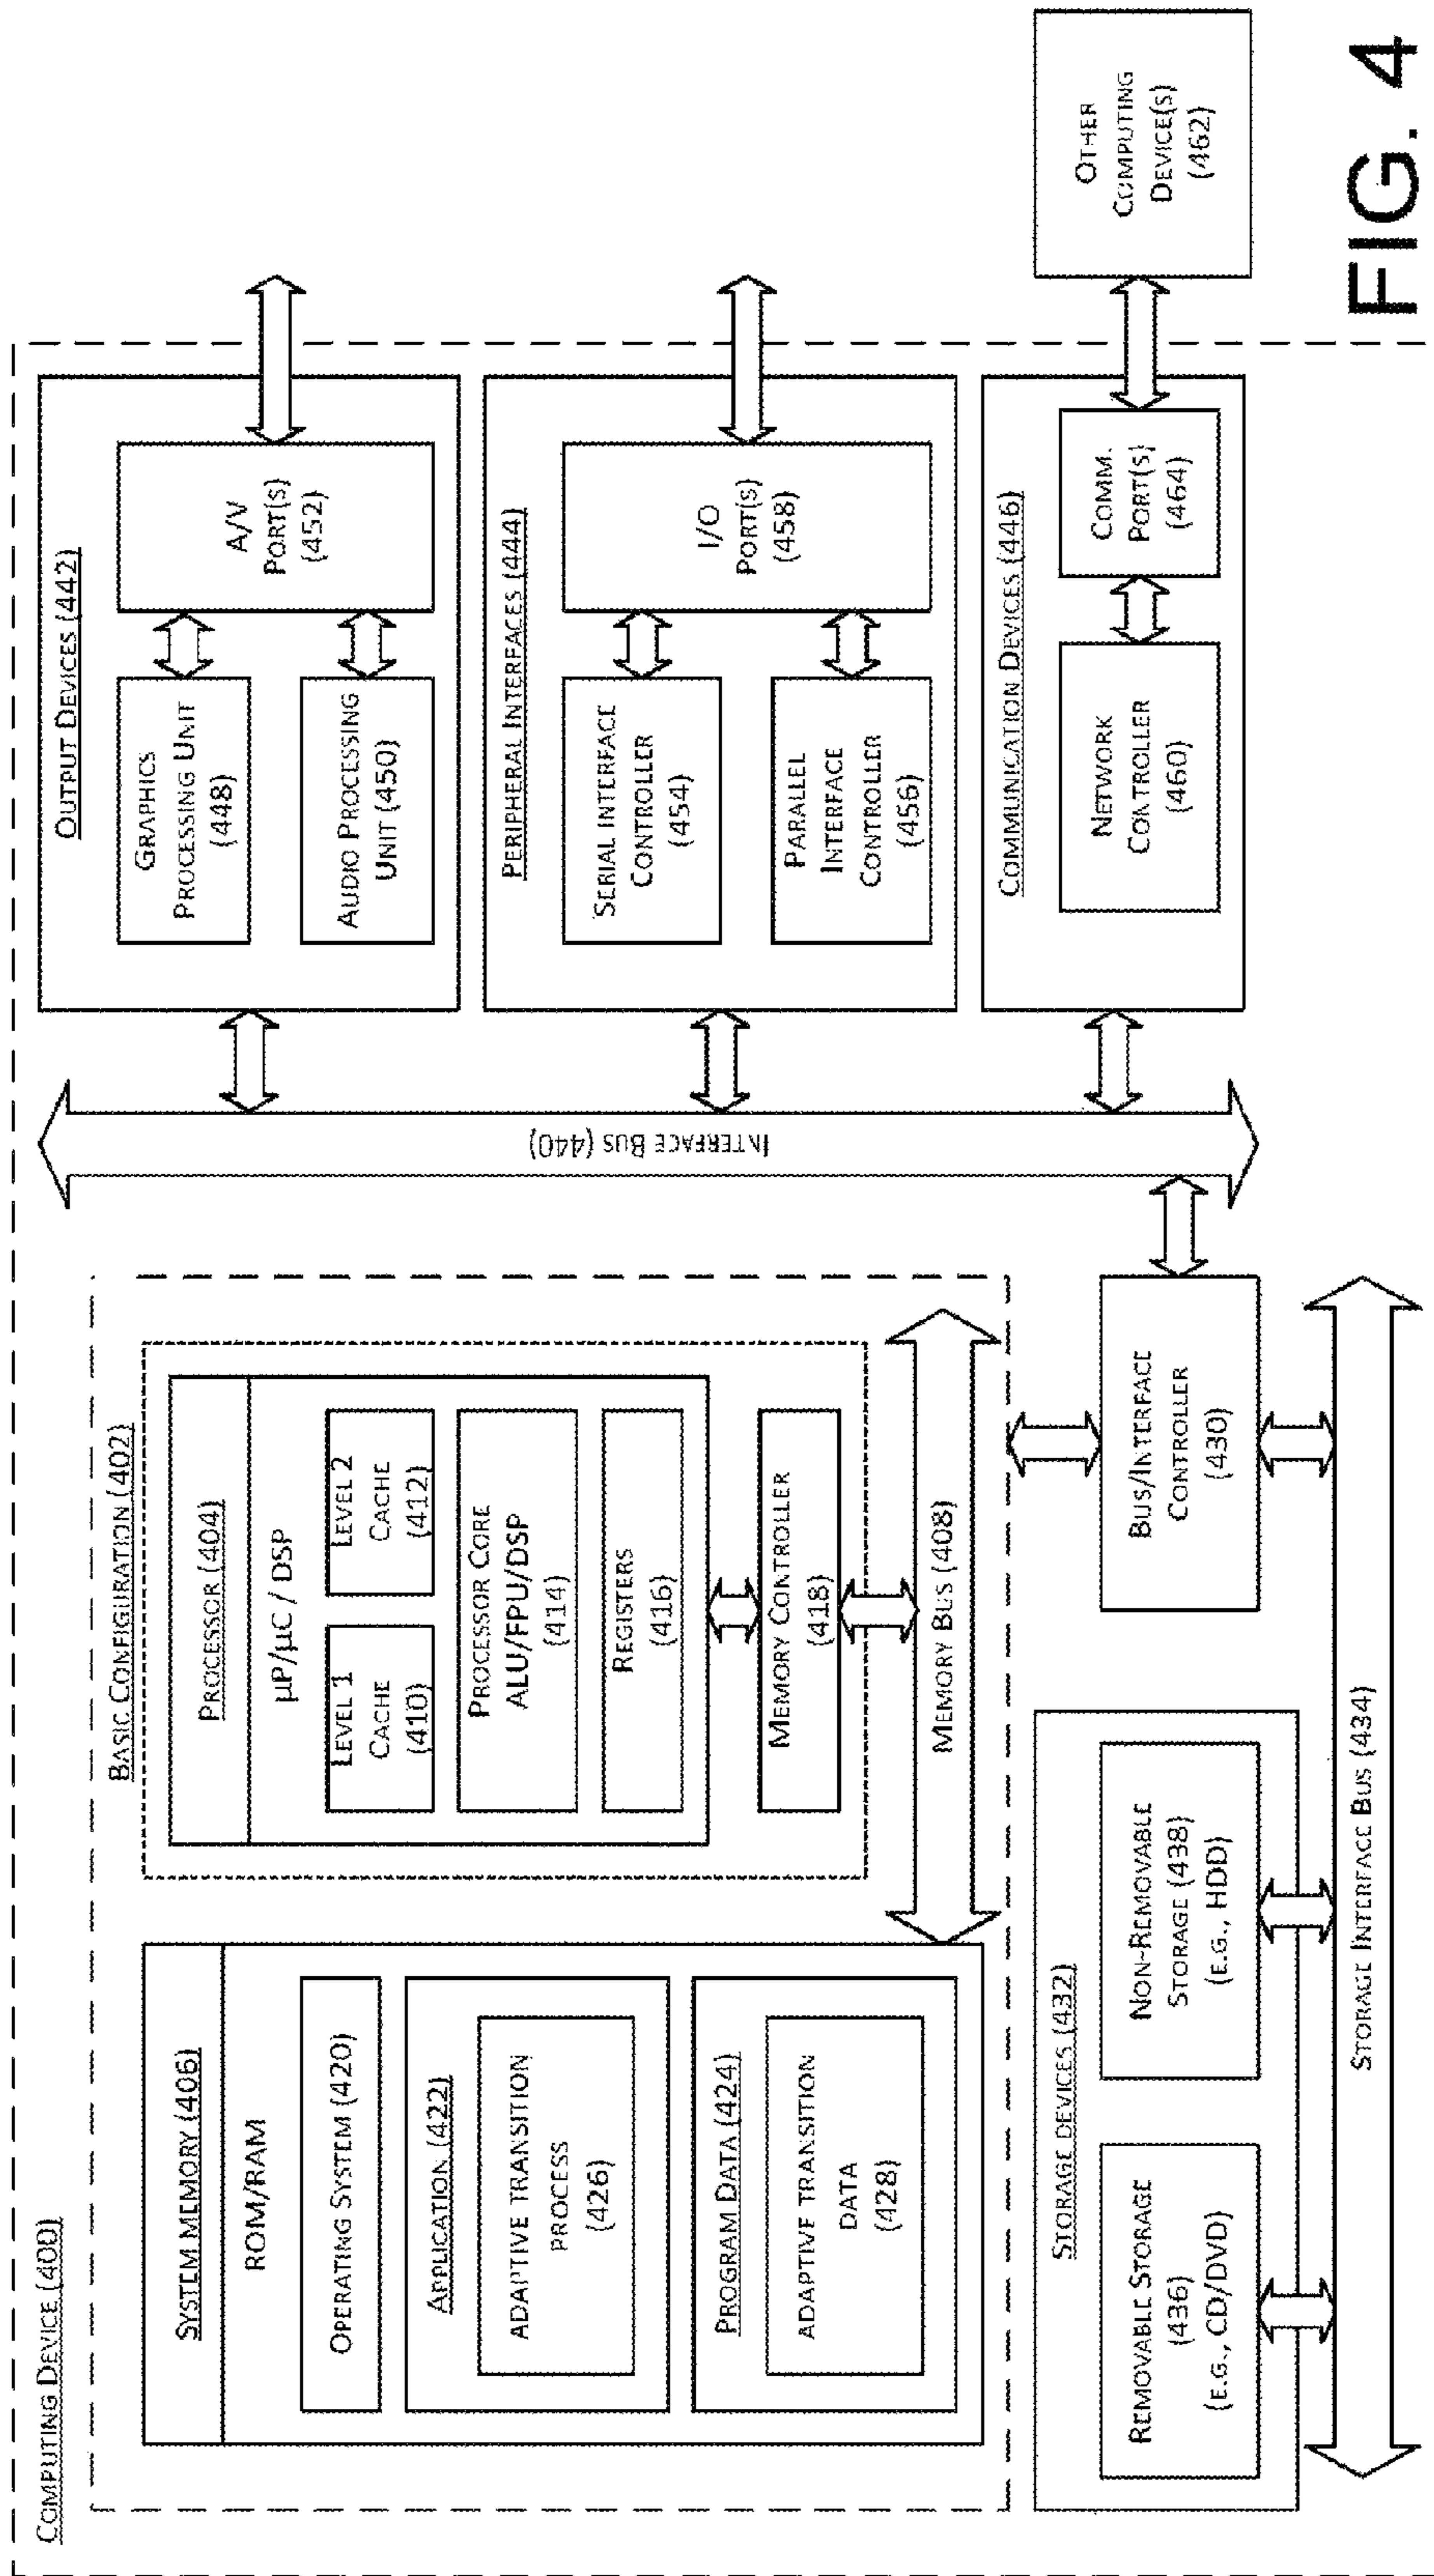 COMPUTING DEVICE (400)
BASIC CONFIGURATION (402)
SYSTEM MEMORY (406)
ROM/RAM
OPERATING SYSTEM (420)
APPLICATION (422)
ADAPTIVE TRANSITION
PROCESS
(426)
PROGRAM DATA (424)
ADAPTIVE TRANSITION
DATA
(428)
PROCESSOR (404)
µP/µC / DSP
LEVEL 1
CACHE
(410)
LEVEL 2
CACHE
(412)
PROCESSOR CORE
ALU/FPU/DSP
(414)
REGISTERS
(416)
MEMORY CONTROLLER
(418)
MEMORY BUS (408)
STORAGE DEVICES (432)
REMOVABLE STORAGE
(436)
(E.G., CD/DVD)
NON-REMOVABLE
STORAGE (438)
(E.G., HDD)
BUS/INTERFACE
CONTROLLER
(430)
STORAGE INTERFACE BUS (434)
INTERFACE BUS (440)
OUTPUT DEVICES (442)
GRAPHICS
PROCESSING UNIT
(448)
AUDIO PROCESSING
UNIT (450)
A/V
PORT(S)
(452)
PERIPHERAL INTERFACES (444)
SERIAL INTERFACE
CONTROLLER
(454)
PARALLEL
INTERFACE
CONTROLLER
(456)
I/O
PORT(S)
(458)
COMMUNICATION DEVICES (446)
NETWORK
CONTROLLER
(460)
COMM.
PORT(S)
(464)
OTHER
COMPUTING
DEVICE(S)
(462)
FIG. 4